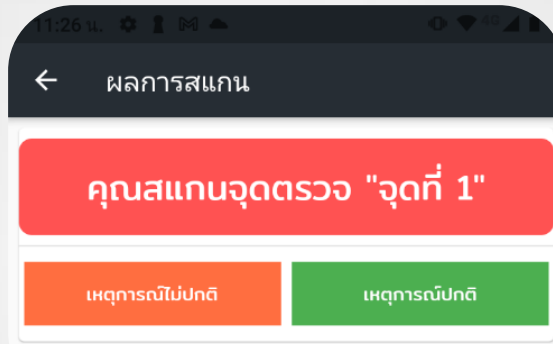 11:26 น. 4G
ผลการสแกน
คุณสแกนจุดตรวจ "จุดที่ 1"
เหตุการณ์ไม่ปกติ
เหตุการณ์ปกติ